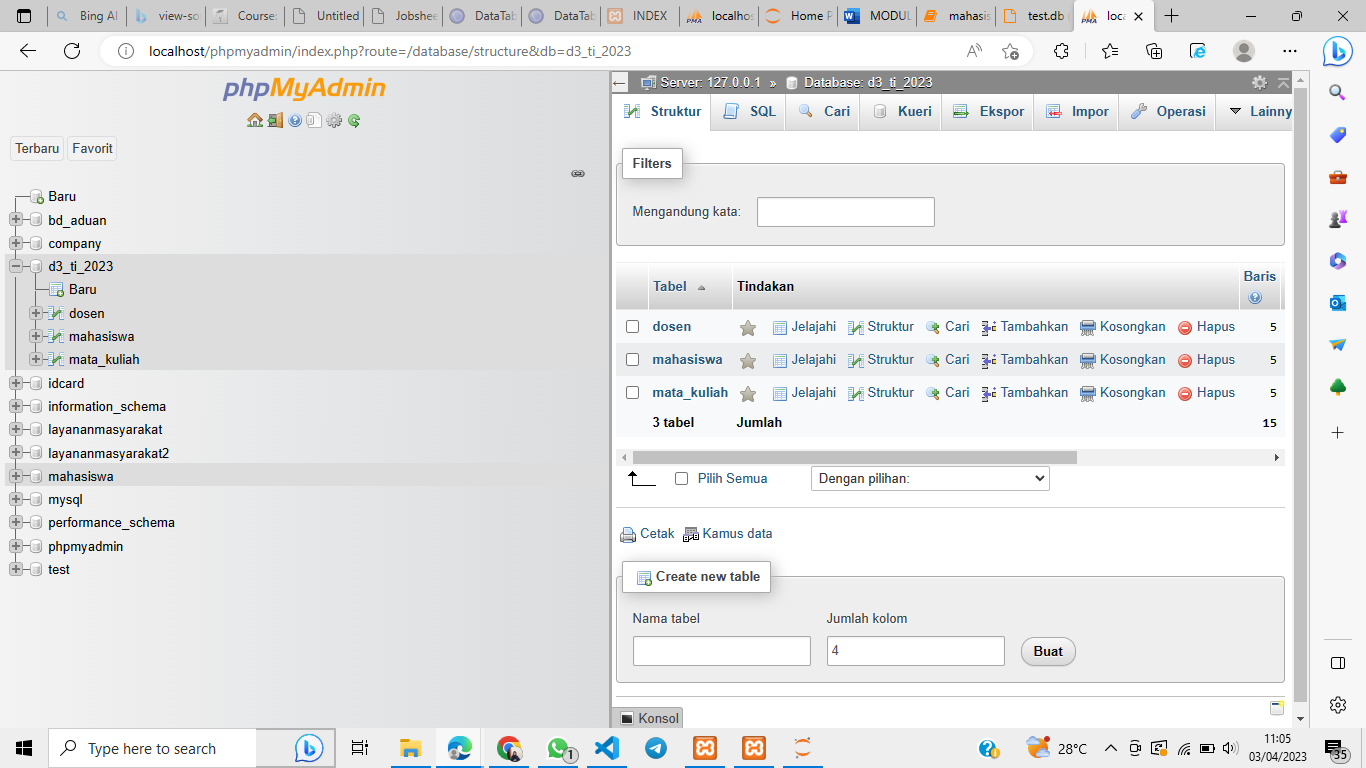 Bing AI
view-so
Course:
Untitled
Jobshee
DataTab
DataTab
INDEX
localhos
Home P
MODUL
mahasis
test.db
loca
localhost/phpmyadmin/index.php?route=/database/structure&db=d3_ti_2023
phpMyAdmin
Terbaru Favorit
Baru
bd_aduan
company
d3_ti_2023
Baru
dosen
mahasiswa
mata_kuliah
idcard
information_schema
layananmasyarakat
layananmasyarakat2
mahasiswa
mysql
performance_schema
phpmyadmin
test
Server: 127.0.0.1 » Database: d3_ti_2023
Struktur SQL Cari Kueri Ekspor Impor Operasi Lainny
Filters
Mengandung kata:
Tabel Tindakan Baris
dosen Jelajahi Struktur Cari Tambahkan Kosongkan Hapus 5
mahasiswa Jelajahi Struktur Cari Tambahkan Kosongkan Hapus 5
mata_kuliah Jelajahi Struktur Cari Tambahkan Kosongkan Hapus 5
3 tabel Jumlah 15
Pilih Semua Dengan pilihan:
Cetak Kamus data
Create new table
Nama tabel Jumlah kolom
4 Buat
Konsol
Type here to search
1
28°C
11:05
03/04/2023
35